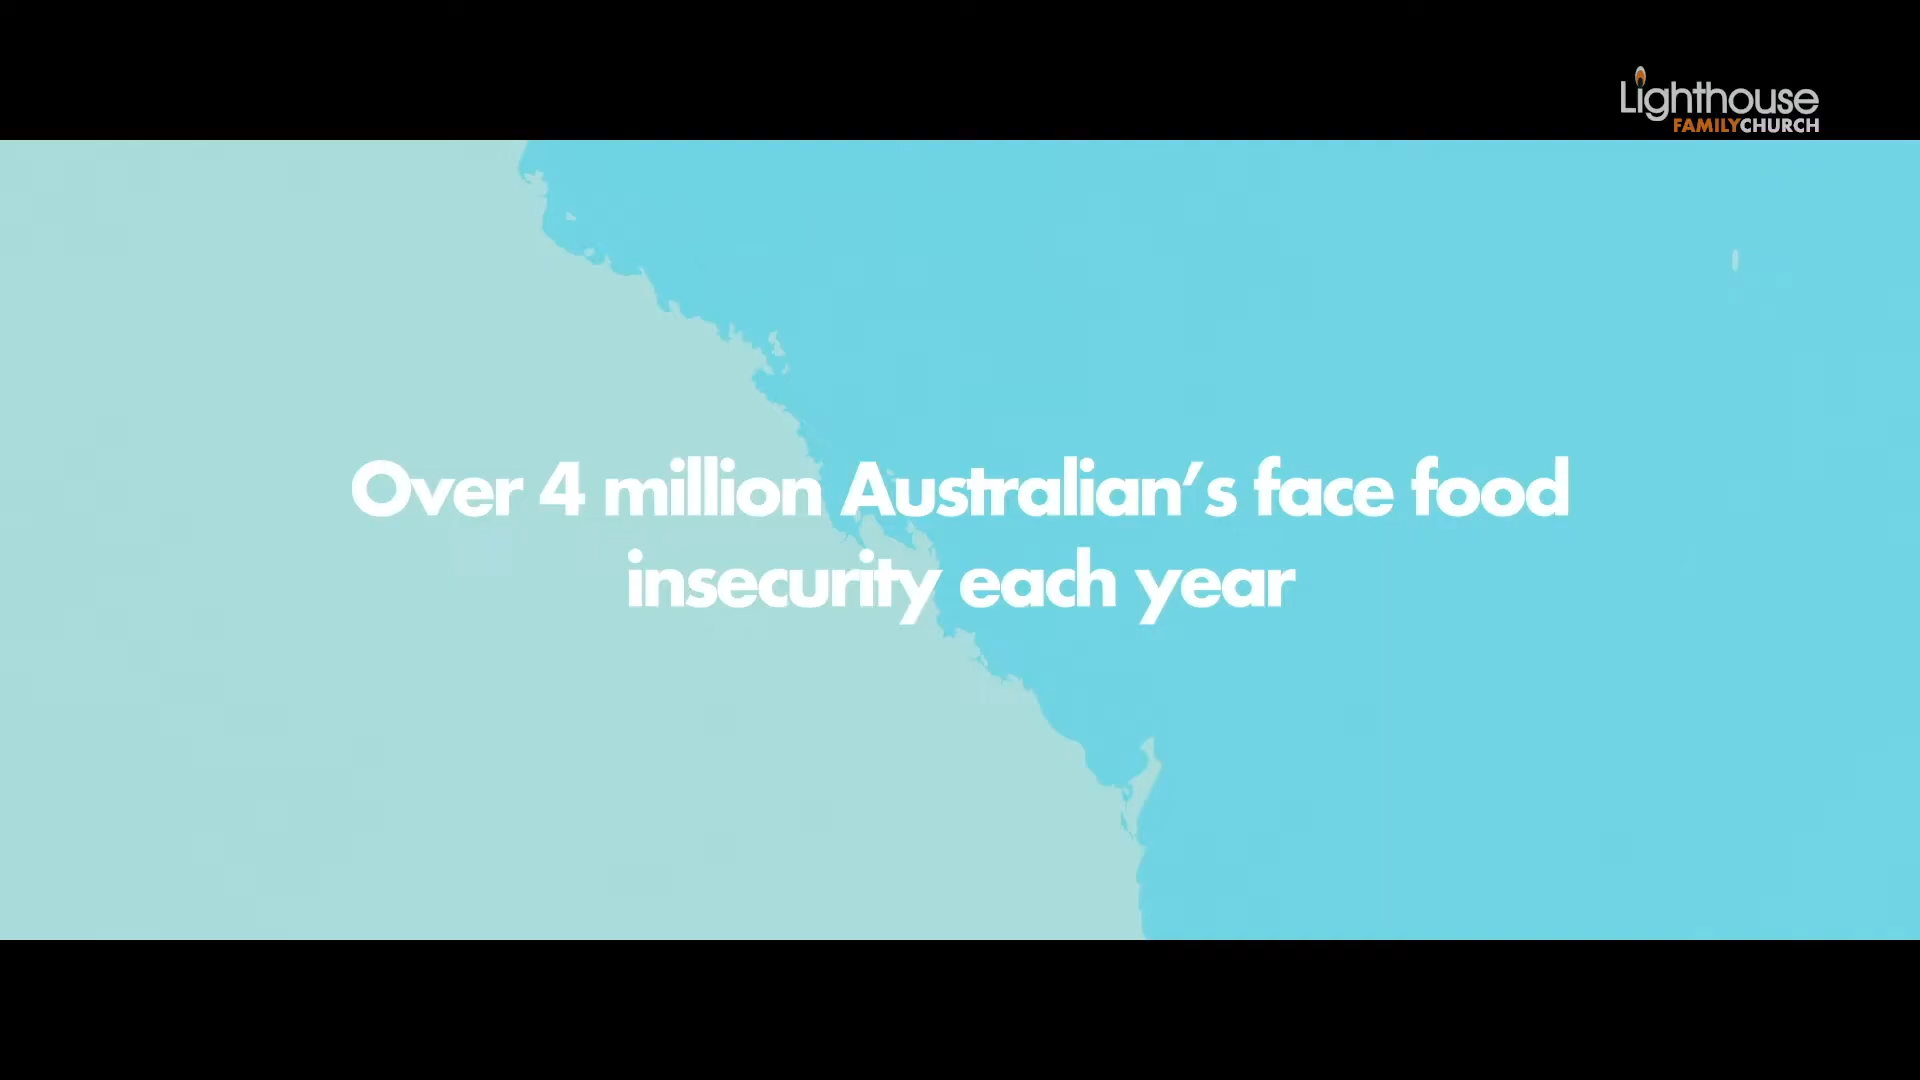 Lighthouse
FAMILYCHURCH
Over 4 million Australian’s face food
insecurity each year